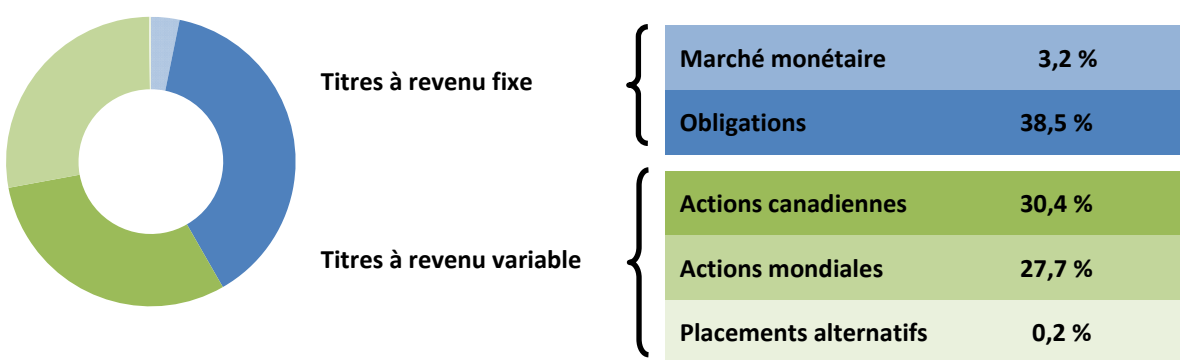 Titres à revenu fixe
Marché monétaire 3,2 %
Obligations 38,5 %
Titres à revenu variable
Actions canadiennes 30,4 %
Actions mondiales 27,7 %
Placements alternatifs 0,2 %